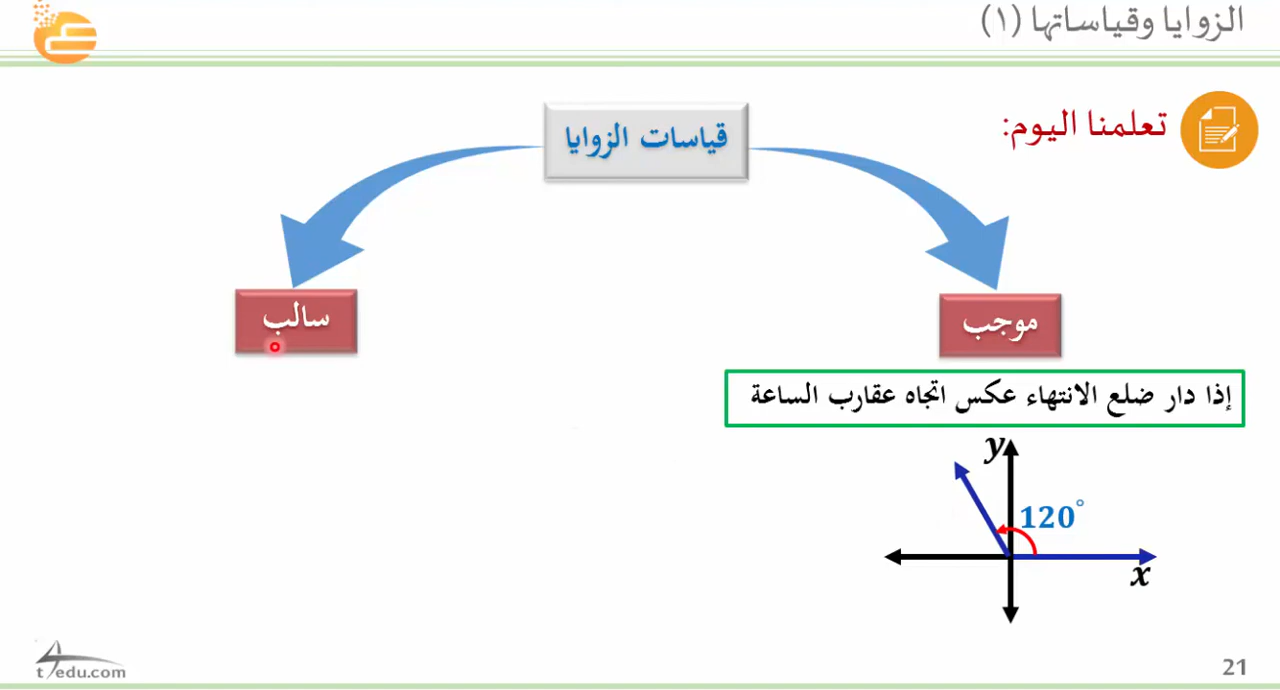 الزوايا وقياساتها (١)
تعلمنا اليوم:
قياسات الزوايا
موجب
سالب
إذا دار ضلع الانتهاء عكس اتجاه عقارب الساعة
y
120°
x
t4edu.com
21